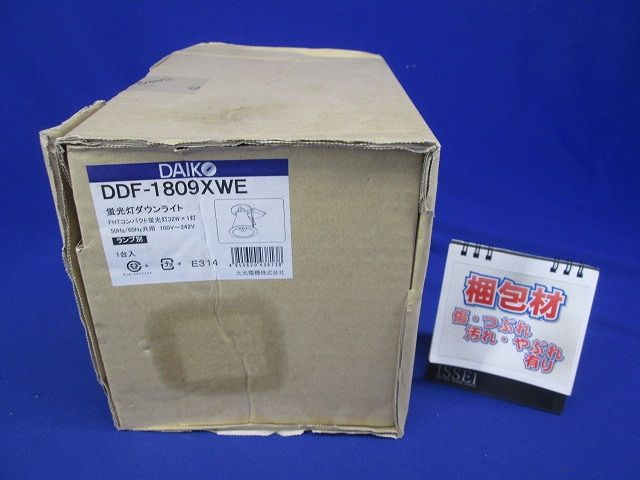 DAIKO
DDF-1809XWE
蛍光灯ダウンライト
FHTコンパクト蛍光灯32W×1灯
50Hz/60Hz共用 100V~242V
ランプ別
1台入
E314
大光電機株式会社
梱包材
傷・つぶれ
汚れ・やぶれ
有り
ISSEI